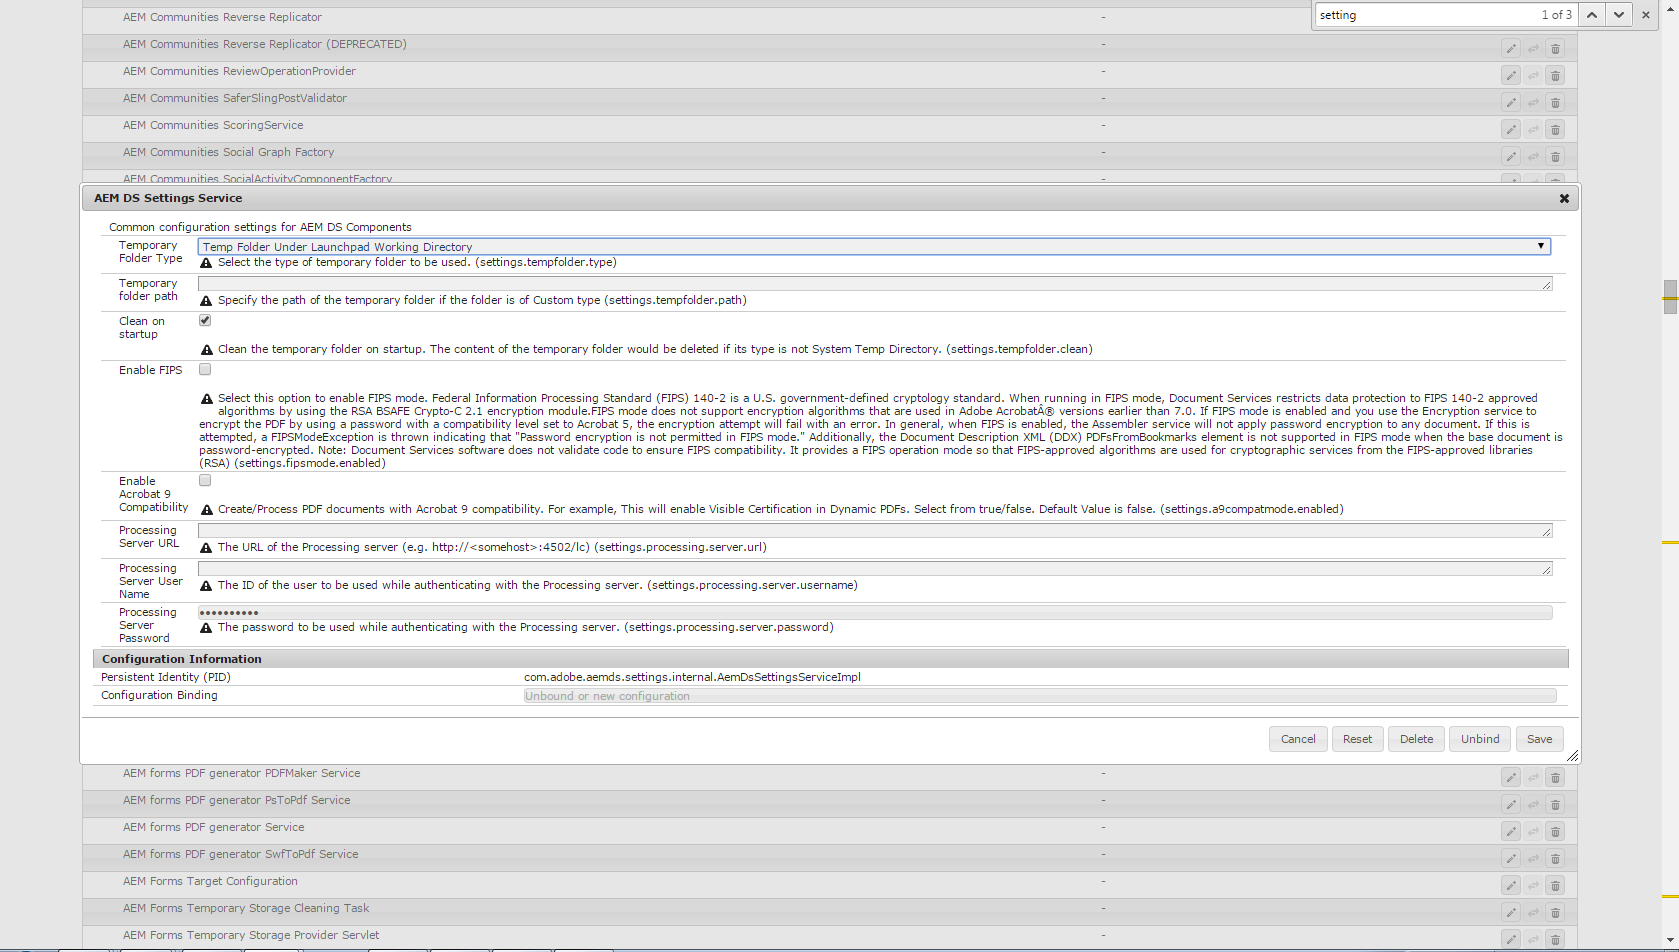 AEM Communities Reverse Replicator -
setting 1 of 3
AEM Communities Reverse Replicator (DEPRECATED) -
AEM Communities ReviewOperationProvider -
AEM Communities SaferSlingPostValidator -
AEM Communities ScoringService -
AEM Communities Social Graph Factory -
AEM Communities SocialActivityComponentFactory -
AEM DS Settings Service
Common configuration settings for AEM DS Components
Temporary
Folder Type
Temp Folder Under Launchpad Working Directory
Select the type of temporary folder to be used. (settings.tempfolder.type)
Temporary
folder path
Specify the path of the temporary folder if the folder is of Custom type (settings.tempfolder.path)
Clean on
startup
Clean the temporary folder on startup. The content of the temporary folder would be deleted if its type is not System Temp Directory. (settings.tempfolder.clean)
Enable FIPS
Select this option to enable FIPS mode. Federal Information Processing Standard (FIPS) 140-2 is a U.S. government-defined cryptology standard. When running in FIPS mode, Document Services restricts data protection to FIPS 140-2 approved
algorithms by using the RSA BSAFE Crypto-C 2.1 encryption module.FIPS mode does not support encryption algorithms that are used in Adobe AcrobatÂ® versions earlier than 7.0. If FIPS mode is enabled and you use the Encryption service to
encrypt the PDF by using a password with a compatibility level set to Acrobat 5, the encryption attempt will fail with an error. In general, when FIPS is enabled, the Assembler service will not apply password encryption to any document. If this is
attempted, a FIPSModeException is thrown indicating that "Password encryption is not permitted in FIPS mode." Additionally, the Document Description XML (DDX) PDFsFromBookmarks element is not supported in FIPS mode when the base document is
password-encrypted. Note: Document Services software does not validate code to ensure FIPS compatibility. It provides a FIPS operation mode so that FIPS-approved algorithms are used for cryptographic services from the FIPS-approved libraries
(RSA) (settings.fipsmode.enabled)
Enable
Acrobat 9
Compatibility
Create/Process PDF documents with Acrobat 9 compatibility. For example, This will enable Visible Certification in Dynamic PDFs. Select from true/false. Default Value is false. (settings.a9compatmode.enabled)
Processing
Server URL
The URL of the Processing server (e.g. http://<somehost>:4502/lc) (settings.processing.server.url)
Processing
Server User
Name
The ID of the user to be used while authenticating with the Processing server. (settings.processing.server.username)
Processing
Server
Password
••••••••••
The password to be used while authenticating with the Processing server. (settings.processing.server.password)
Configuration Information
Persistent Identity (PID) com.adobe.aemds.settings.internal.AemDsSettingsServiceImpl
Configuration Binding Unbound or new configuration
Cancel Reset Delete Unbind Save
AEM forms PDF generator PDFMaker Service -
AEM forms PDF generator PsToPdf Service -
AEM forms PDF generator Service -
AEM forms PDF generator SwfToPdf Service -
AEM Forms Target Configuration -
AEM Forms Temporary Storage Cleaning Task -
AEM Forms Temporary Storage Provider Servlet -